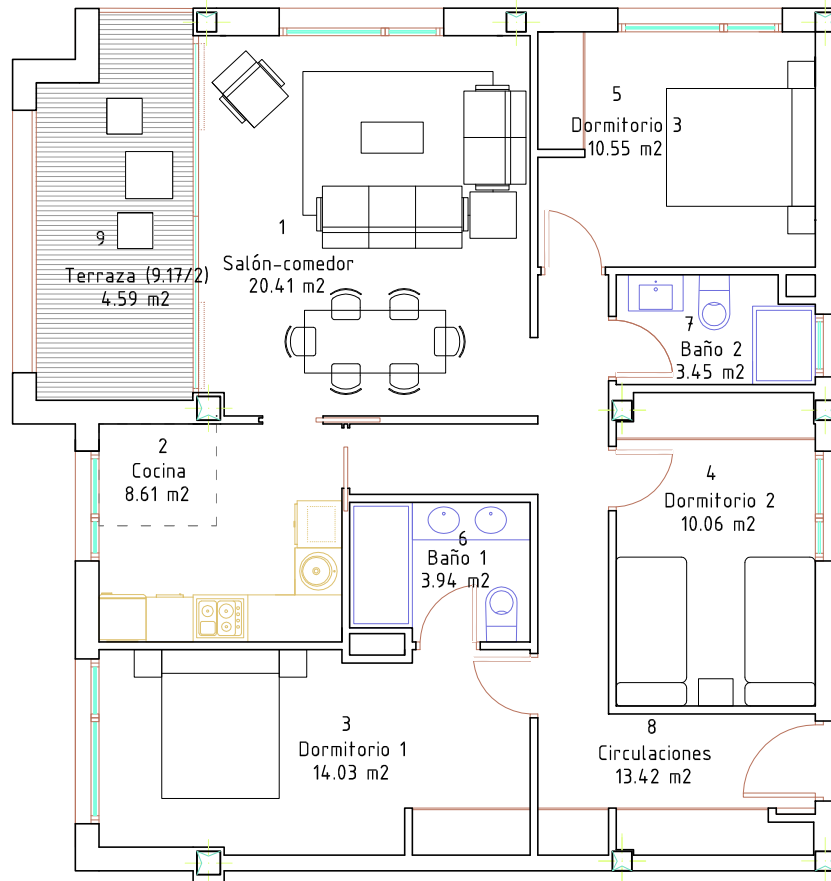 5
Dormitorio 3
10.55 m2
1
Salón-comedor
20.41 m2
9
Terraza (9.17/2)
4.59 m2
7
Baño 2
3.45 m2
2
Cocina
8.61 m2
4
Dormitorio 2
10.06 m2
6
Baño 1
3.94 m2
3
Dormitorio 1
14.03 m2
8
Circulaciones
13.42 m2